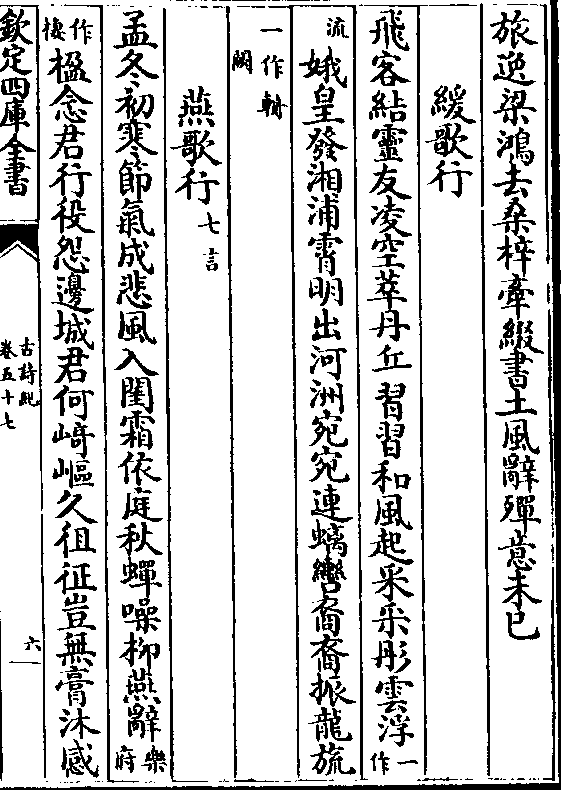 旅逸梁鴻去桑梓牽綴書土風辭殫意未已
緩歌行
飛客結靈友凌空萃丹丘習習和風起采采彤雲浮一作
流娥皇發湘浦霄明出河洲宛宛連螭轡裔裔振龍旒
一作輈闕
燕歌行七言
孟冬初寒節氣成悲風入閨霜依庭秋蟬噪柳燕辭樂府
作棲楹念君行役怨邊城君何崎嶇久徂征豈無膏沐感
欽定四庫全書
古詩紀
卷五十七
六